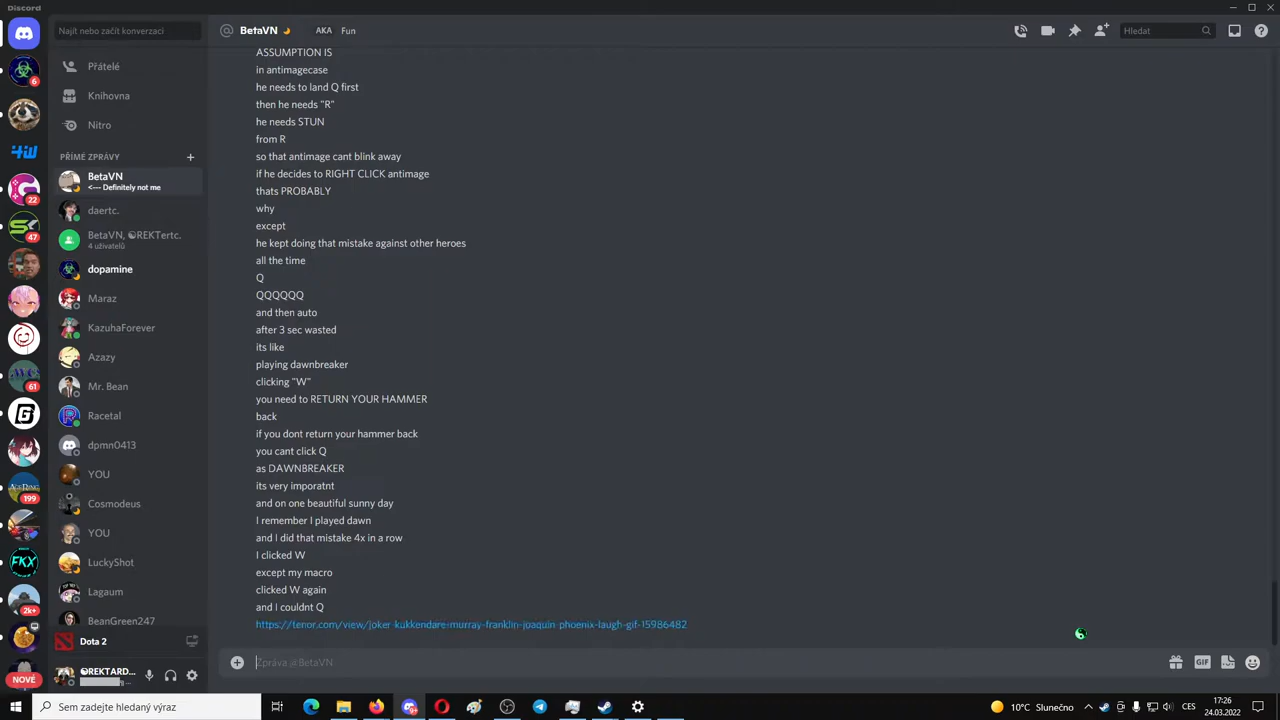 Discord
Najít nebo začít konverzaci
BetaVN
AKA Fun
Hledat
Přátelé
Knihovna
Nitro
PŘÍMÉ ZPRÁVY
BetaVN
<--- Definitely not me
daertc.
BetaVN, ☯REKTertc.
4 uživatelů
dopamine
Maraz
KazuhaForever
Azazy
Mr. Bean
Racetal
dpmn0413
YOU
Cosmodeus
YOU
LuckyShot
Lagaum
BeanGreen247
Dota 2
☯REKTARD...
6
22
47
61
199
2k+
NOVÉ
ASSUMPTION IS
in antimagecase
he needs to land Q first
then he needs "R"
he needs STUN
from R
so that antimage cant blink away
if he decides to RIGHT CLICK antimage
thats PROBABLY
why
except
he kept doing that mistake against other heroes
all the time
Q
QQQQQQ
and then auto
after 3 sec wasted
its like
playing dawnbreaker
clicking "W"
you need to RETURN YOUR HAMMER
back
if you dont return your hammer back
you cant click Q
as DAWNBREAKER
its very imporatnt
and on one beautiful sunny day
I remember I played dawn
and I did that mistake 4x in a row
I clicked W
except my macro
clicked W again
and I couldnt Q
https://tenor.com/view/joker-kukkendare-murray-franklin-joaquin-phoenix-laugh-gif-15986482
Zpráva @BetaVN
GIF
Sem zadejte hledaný výraz
10°C Slunečno
CES
17:26
24.03.2022